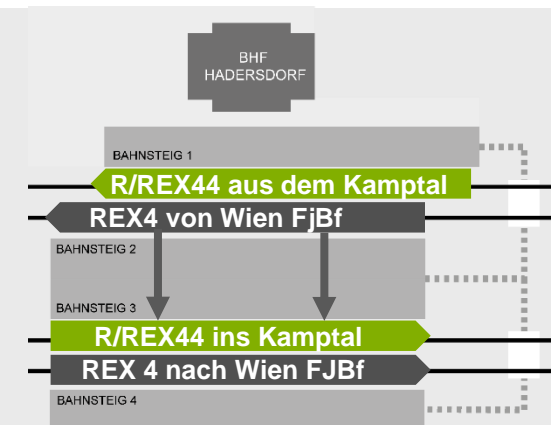 BHF
HADERSDORF
BAHNSTEIG 1
R/REX44 aus dem Kamptal
REX4 von Wien FjBf
BAHNSTEIG 2
BAHNSTEIG 3
R/REX44 ins Kamptal
REX 4 nach Wien FJBf
BAHNSTEIG 4